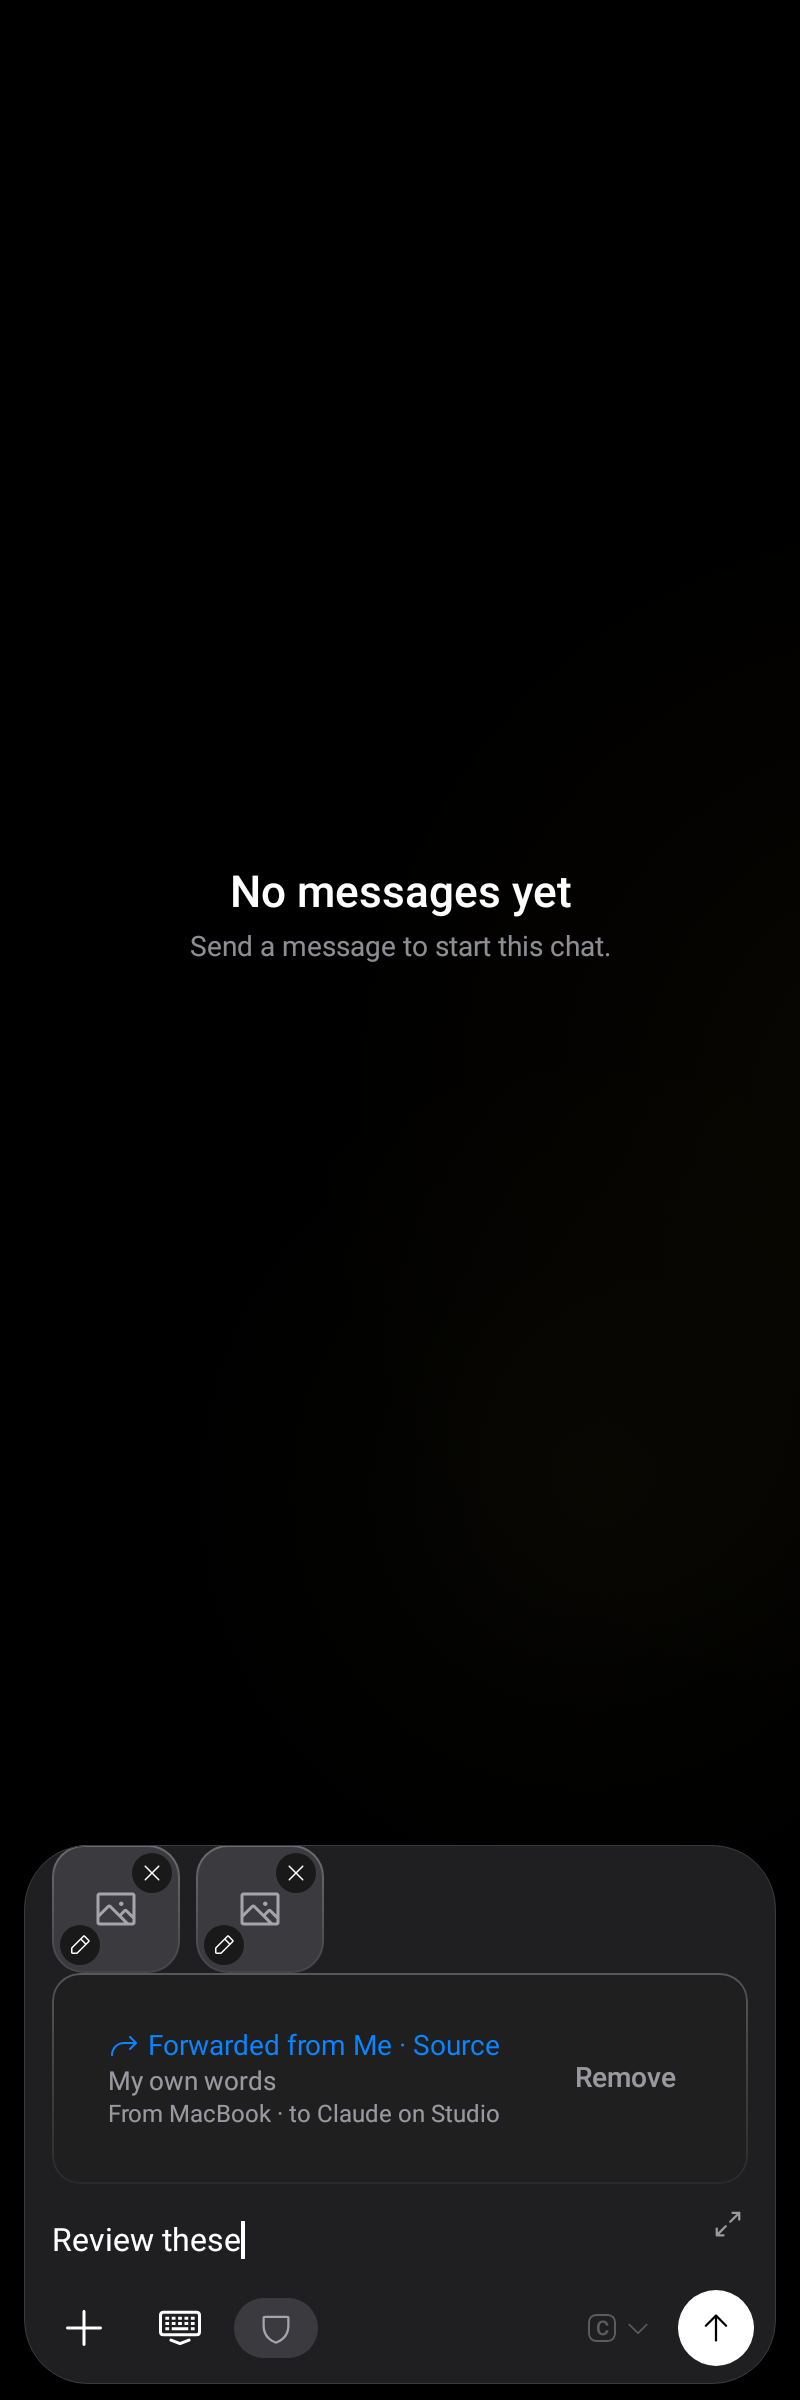 No messages yet
Send a message to start this chat.
Forwarded from Me · Source
My own words
From MacBook · to Claude on Studio
Remove
Review these
C